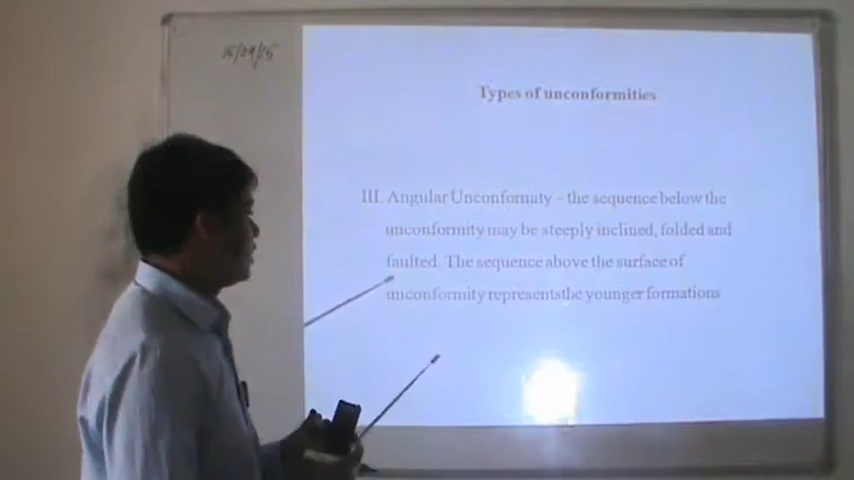 15/09/15
Types of unconformities
III. Angular Unconformity – the sequence below the
unconformity may be steeply inclined, folded and
faulted. The sequence above the surface of
unconformity representsthe younger formations